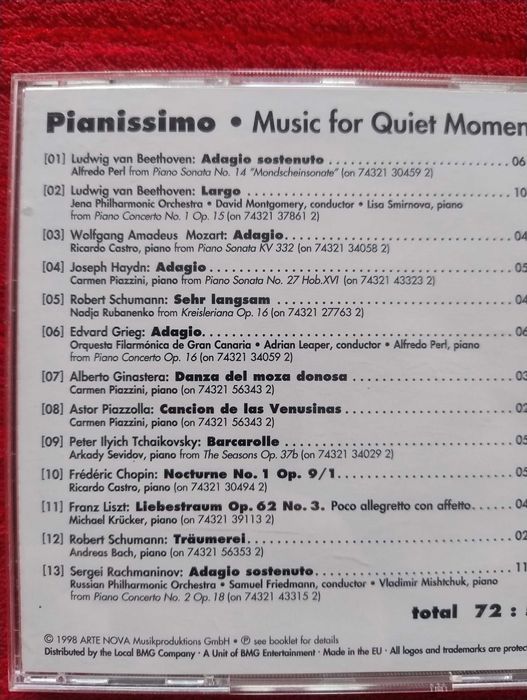 Pianissimo • Music for Quiet Momen
[01] Ludwig van Beethoven: Adagio sostenuto 06
Alfredo Perl from Piano Sonata No. 14 "Mondscheinsonate" (on 74321 30459 2)
[02] Ludwig van Beethoven: Largo 10
Jena Philharmonic Orchestra • David Montgomery, conductor • Lisa Smirnova, piano
from Piano Concerto No. 1 Op. 15 (on 74321 37861 2)
[03] Wolfgang Amadeus Mozart: Adagio 04
Ricardo Castro, piano from Piano Sonata KV 332 (on 74321 34058 2)
[04] Joseph Haydn: Adagio 05
Carmen Piazzini, piano from Piano Sonata No. 27 Hob.XVI (on 74321 43323 2)
[05] Robert Schumann: Sehr langsam 04
Nadja Rubanenko from Kreisleriana Op. 16 (on 74321 27763 2)
[06] Edvard Grieg: Adagio 06
Orquesta Filarmónica de Gran Canaria • Adrian Leaper, conductor • Alfredo Perl, piano
from Piano Concerto Op. 16 (on 74321 34059 2)
[07] Alberto Ginastera: Danza del moza donosa 03
Carmen Piazzini, piano (on 74321 56343 2)
[08] Astor Piazzolla: Cancion de las Venusinas 02
Carmen Piazzini, piano (on 74321 56343 2)
[09] Peter Ilyich Tchaikovsky: Barcarolle 05
Arkady Sevidov, piano from The Seasons Op. 37b (on 74321 34029 2)
[10] Frédéric Chopin: Nocturne No. 1 Op. 9/1 05
Ricardo Castro, piano (on 74321 30494 2)
[11] Franz Liszt: Liebestraum Op. 62 No. 3. Poco allegretto con affetto 04
Michael Krücker, piano (on 74321 39113 2)
[12] Robert Schumann: Träumerei 02
Andreas Bach, piano (on 74321 56353 2)
[13] Sergei Rachmaninov: Adagio sostenuto 11
Russian Philharmonic Orchestra • Samuel Friedmann, conductor • Vladimir Mishtchuk, piano
from Piano Concerto No. 2 Op. 18 (on 74321 43315 2)
total 72 :
© 1998 ARTE NOVA Musikproduktions GmbH • ℗ see booklet for details
Distributed by the Local BMG Company • A Unit of BMG Entertainment • Made in the EU • All logos and trademarks are protec